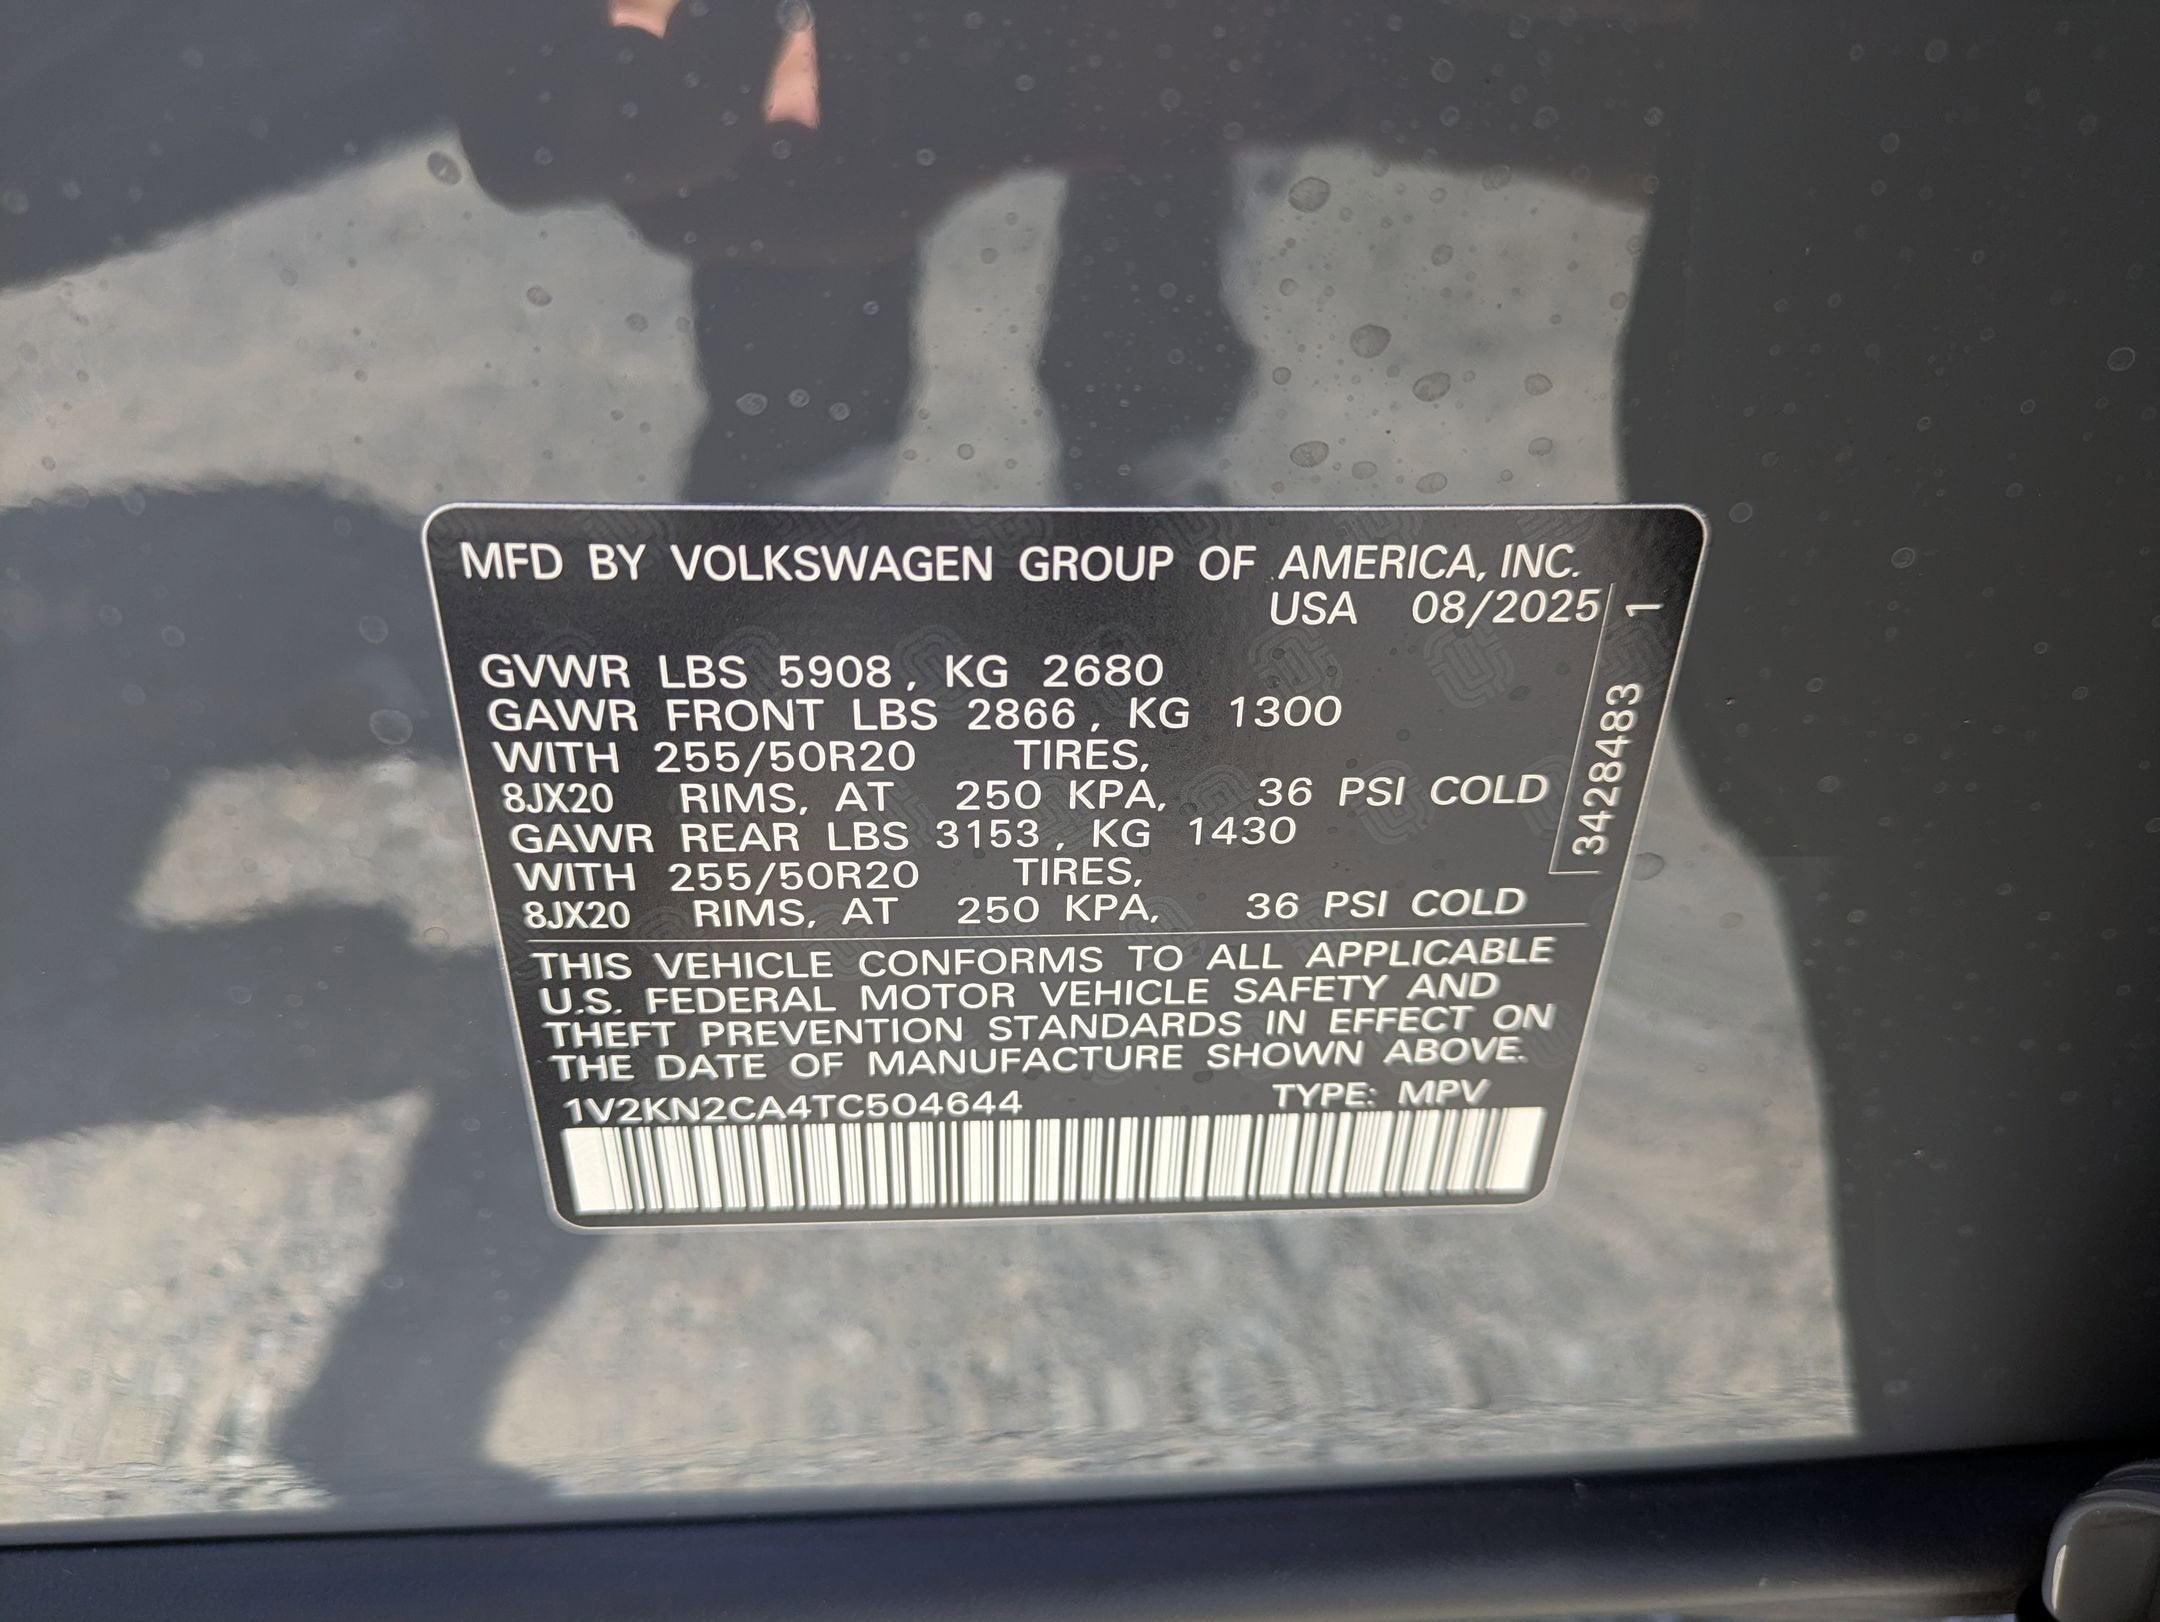 MFD BY VOLKSWAGEN GROUP OF AMERICA, INC.
USA 08/2025
GVWR LBS 5908, KG 2680
GAWR FRONT LBS 2866, KG 1300
WITH 255/50R20 TIRES,
8JX20 RIMS, AT 250 KPA, 36 PSI COLD
GAWR REAR LBS 3153, KG 1430
WITH 255/50R20 TIRES,
8JX20 RIMS, AT 250 KPA, 36 PSI COLD
3428483 1
THIS VEHICLE CONFORMS TO ALL APPLICABLE
U.S. FEDERAL MOTOR VEHICLE SAFETY AND
THEFT PREVENTION STANDARDS IN EFFECT ON
THE DATE OF MANUFACTURE SHOWN ABOVE.
1V2KN2CA4TC504644 TYPE: MPV